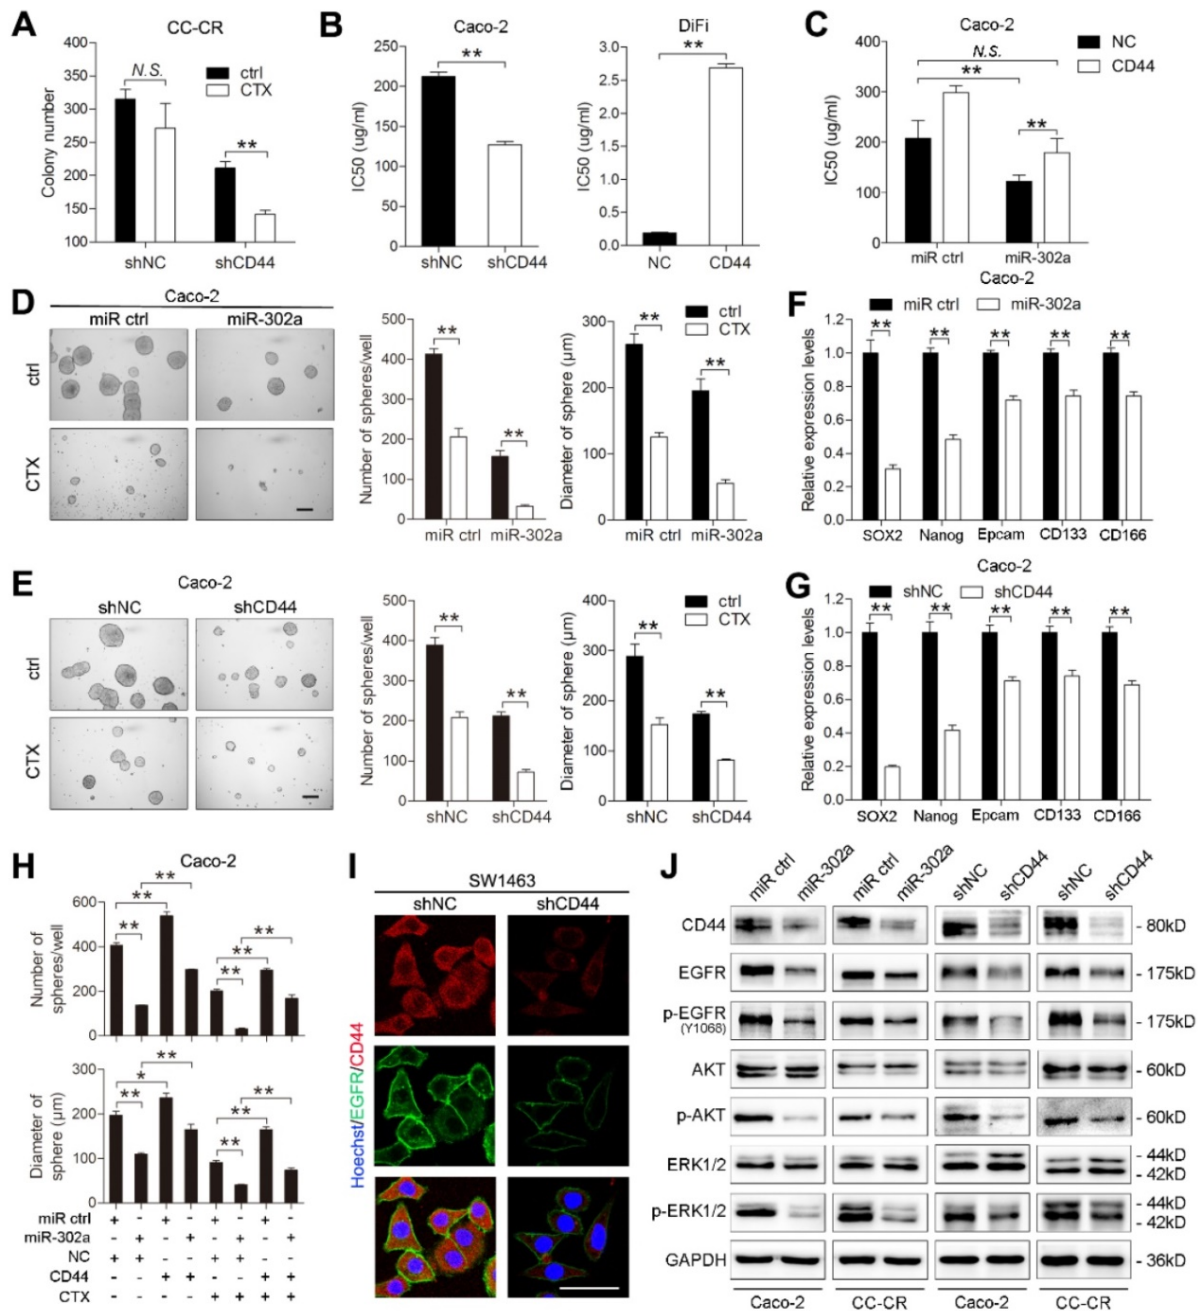 A
CC-CR
Colony number
400
350
300
250
200
150
100
N.S.
**
ctrl
CTX
shNC shCD44
B
Caco-2
IC50 (ug/ml)
250
200
150
100
50
0
**
shNC shCD44
DiFi
IC50 (ug/ml)
3.0
2.5
2.0
1.5
1.0
0.5
0.0
**
NC CD44
C
Caco-2
IC50 (ug/ml)
400
300
200
100
0
N.S.
**
**
NC
CD44
miR ctrl miR-302a
D
Caco-2
miR ctrl miR-302a
ctrl
CTX
Number of spheres/well
500
400
300
200
100
0
**
**
miR ctrl miR-302a
Diameter of sphere (μm)
300
200
100
0
**
**
ctrl
CTX
miR ctrl miR-302a
F
Caco-2
miR ctrl miR-302a
Relative expression levels
1.2
1.0
0.8
0.6
0.4
0.2
0.0
** ** ** ** **
SOX2 Nanog Epcam CD133 CD166
E
Caco-2
shNC shCD44
ctrl
CTX
Number of spheres/well
500
400
300
200
100
0
**
**
shNC shCD44
Diameter of sphere (μm)
400
300
200
100
0
**
**
ctrl
CTX
shNC shCD44
G
Caco-2
shNC shCD44
Relative expression levels
1.2
1.0
0.8
0.6
0.4
0.2
0.0
** ** ** ** **
SOX2 Nanog Epcam CD133 CD166
H
Caco-2
Number of
spheres/well
600
400
200
0
**
**
**
**
**
**
Diameter of
sphere (μm)
300
200
100
0
**
*
**
**
**
**
miR ctrl + - + - + - + -
miR-302a - + - + - + - +
NC + + - - + + - -
CD44 - - + + - - + +
CTX - - - - + + + +
I
SW1463
shNC shCD44
Hoechst/EGFR/CD44
J
miR ctrl miR-302a miR ctrl miR-302a shNC shCD44 shNC shCD44
CD44 - 80kD
EGFR - 175kD
p-EGFR - 175kD
(Y1068)
AKT - 60kD
p-AKT - 60kD
ERK1/2 - 44kD
- 42kD
p-ERK1/2 - 44kD
- 42kD
GAPDH - 36kD
Caco-2 CC-CR Caco-2 CC-CR